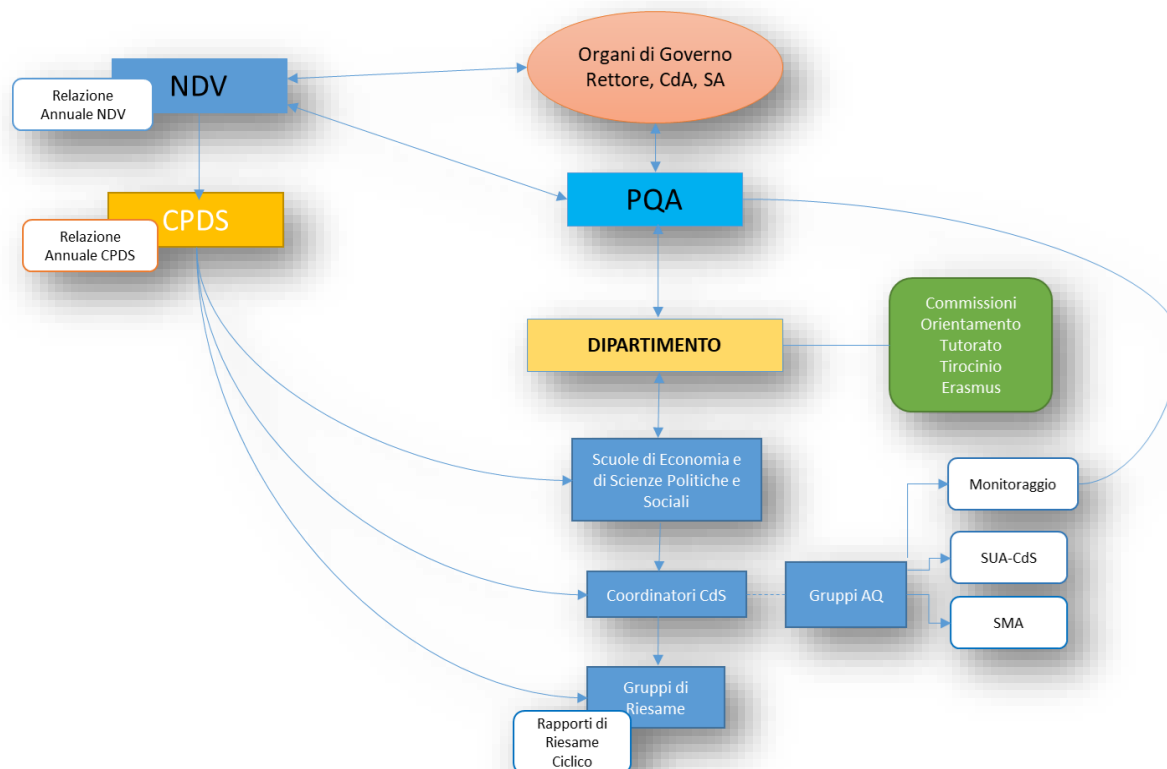 Organi di Governo
Rettore, CdA, SA
NDV
Relazione
Annuale NDV
PQA
CPDS
Relazione
Annuale CPDS
DIPARTIMENTO
Commissioni
Orientamento
Tutorato
Tirocinio
Erasmus
Scuole di Economia e
di Scienze Politiche e
Sociali
Monitoraggio
SUA-CdS
Coordinatori CdS
Gruppi AQ
SMA
Gruppi di
Riesame
Rapporti di
Riesame
Ciclico